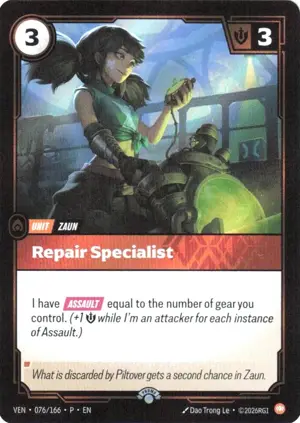 3
3
UNIT ZAUN
Repair Specialist
I have ASSAULT equal to the number of gear you
control. (+1 while I'm an attacker for each instance
of Assault.)
What is discarded by Piltover gets a second chance in Zaun.
VEN • 076/166 • P • EN
Dao Trong Le • ©2026RGI